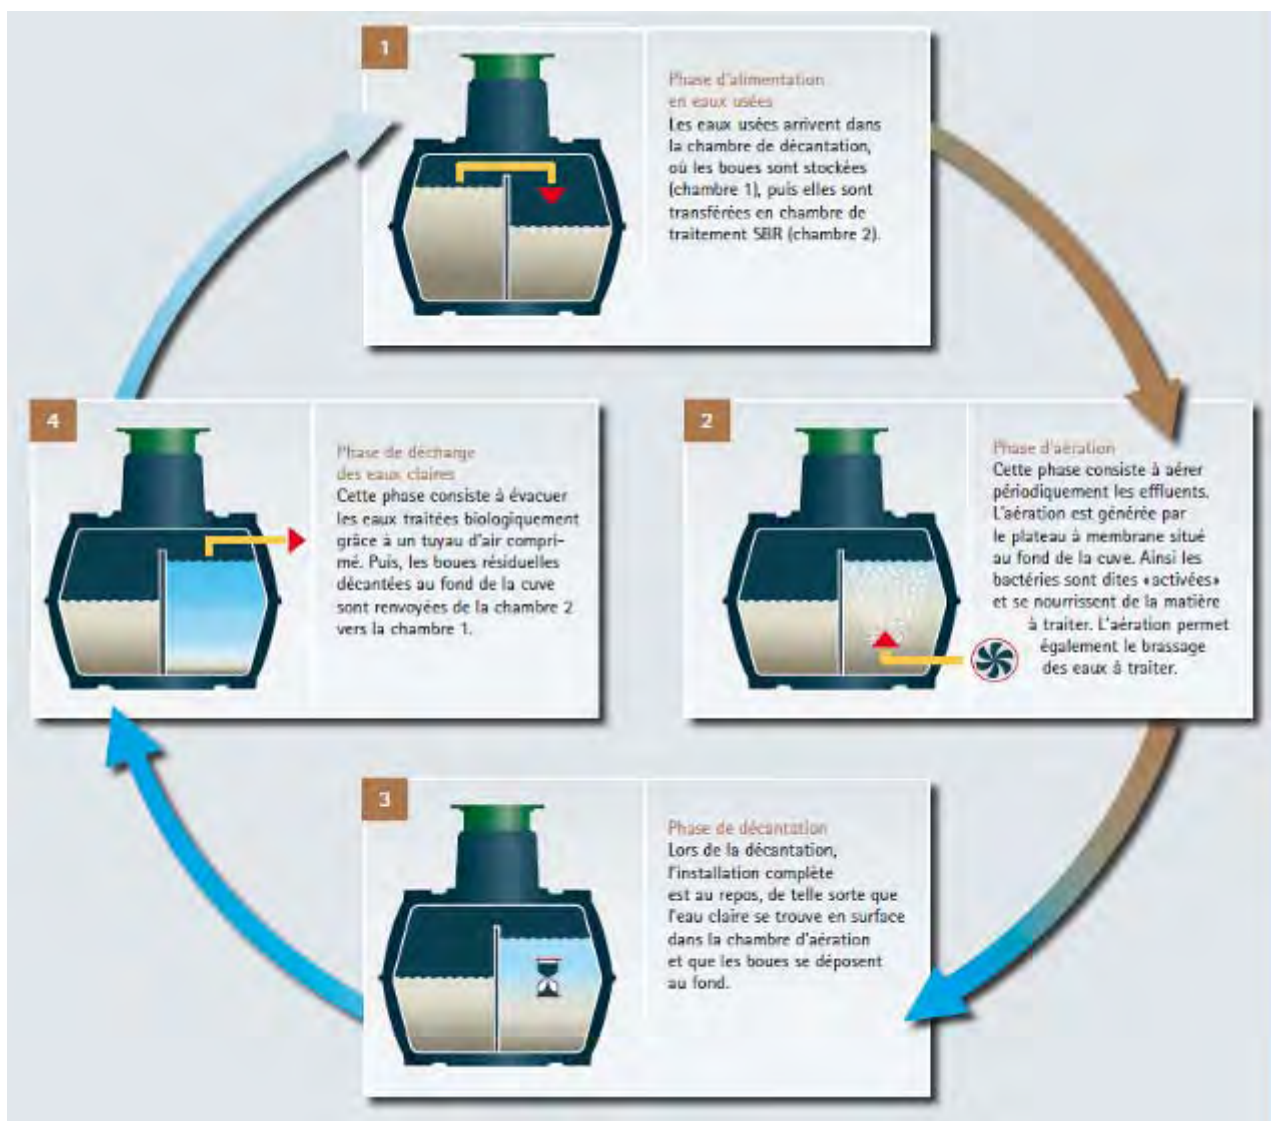 1
Phase d'alimentation
en eaux usées
Les eaux usées arrivent dans
la chambre de décantation,
où les boues sont stockées
(chambre 1), puis elles sont
transférées en chambre de
traitement SBR (chambre 2).
2
Phase d'aération
Cette phase consiste à aérer
périodiquement les effluents.
L'aération est générée par
le plateau à membrane situé
au fond de la cuve. Ainsi les
bactéries sont dites «activées»
et se nourrissent de la matière
à traiter. L'aération permet
également le brassage
des eaux à traiter.
3
Phase de décantation
Lors de la décantation,
l'installation complète
est au repos, de telle sorte que
l'eau claire se trouve en surface
dans la chambre d'aération
et que les boues se déposent
au fond.
4
Phase de décharge
des eaux claires
Cette phase consiste à évacuer
les eaux traitées biologiquement
grâce à un tuyau d'air compri-
mé. Puis, les boues résiduelles
décantées au fond de la cuve
sont renvoyées de la chambre 2
vers la chambre 1.